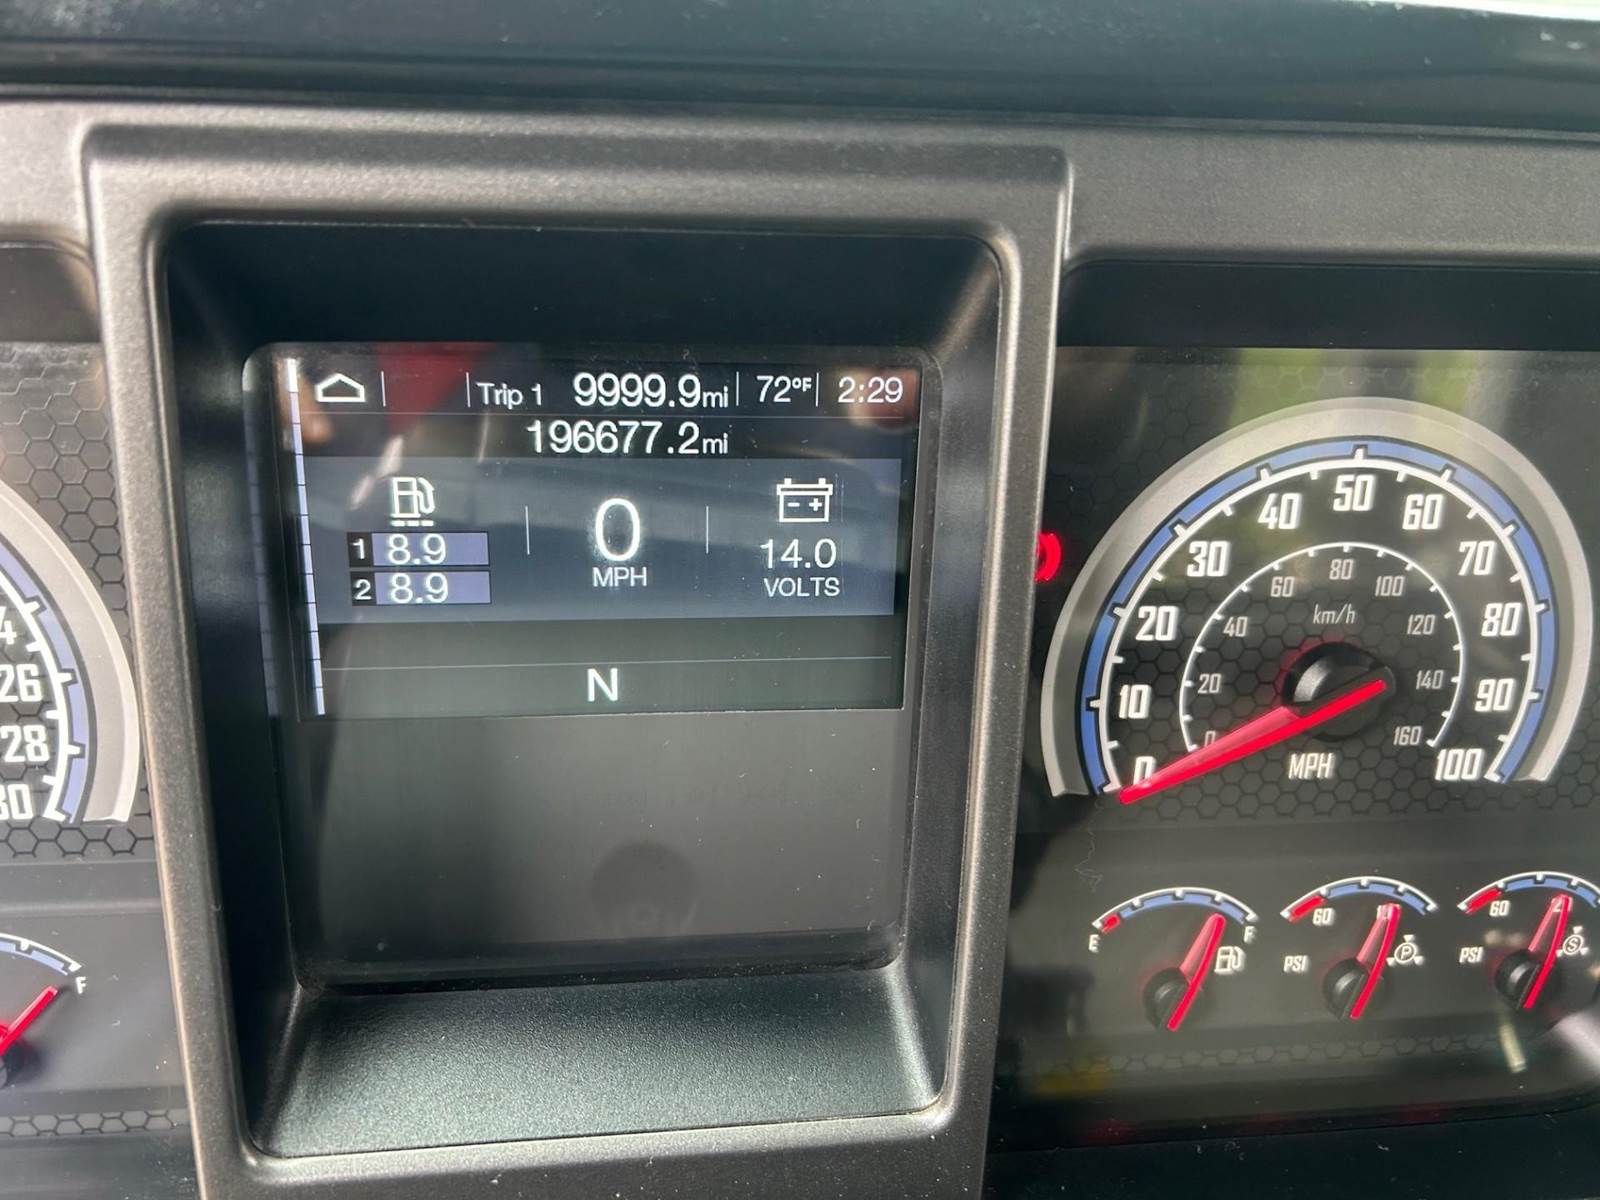 Trip 1 9999.9mi 72°F 2:29
196677.2mi
1 8.9
2 8.9
0
MPH
14.0
VOLTS
N
26
28
F
0 10 20 30 40 50 60 70 80 90 100
0 20 40 60 80 100 120 140 160
km/h
MPH
E F
PSI 60
P
PSI 60
S